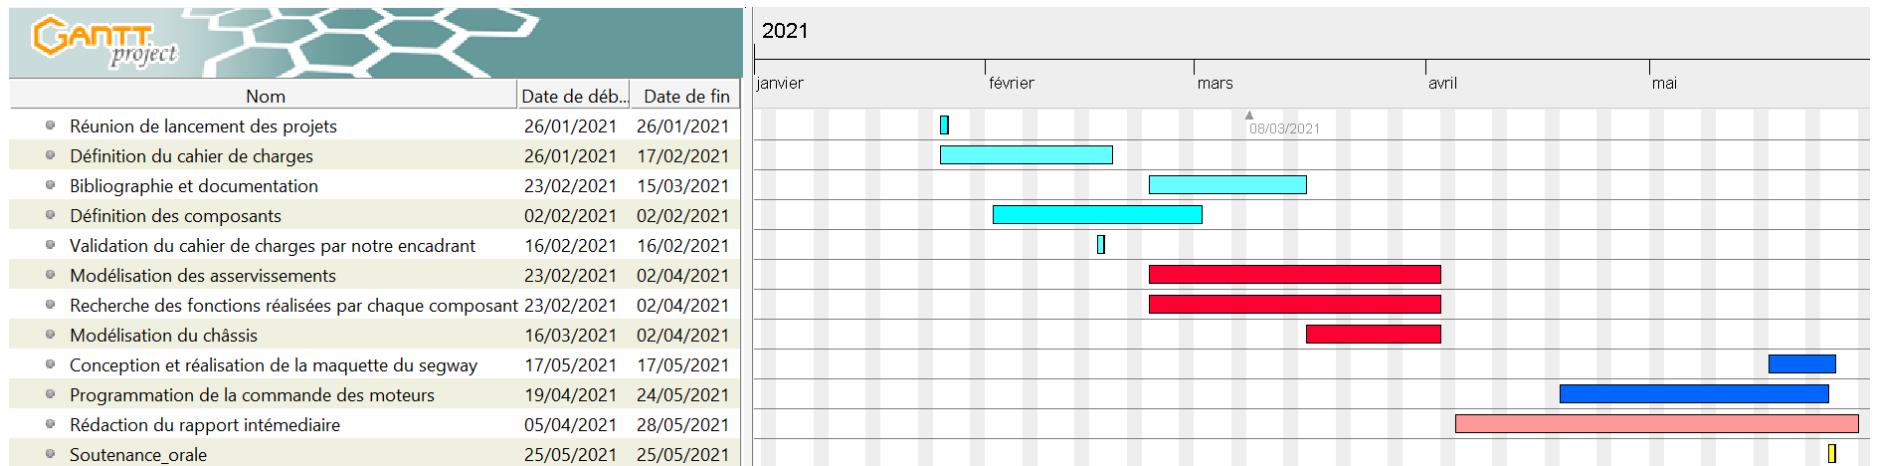 GANTT
project
2021
janvier février mars avril mai
Nom Date de déb... Date de fin
Réunion de lancement des projets 26/01/2021 26/01/2021
08/03/2021
Définition du cahier de charges 26/01/2021 17/02/2021
Bibliographie et documentation 23/02/2021 15/03/2021
Définition des composants 02/02/2021 02/02/2021
Validation du cahier de charges par notre encadrant 16/02/2021 16/02/2021
Modélisation des asservissements 23/02/2021 02/04/2021
Recherche des fonctions réalisées par chaque composant 23/02/2021 02/04/2021
Modélisation du châssis 16/03/2021 02/04/2021
Conception et réalisation de la maquette du segway 17/05/2021 17/05/2021
Programmation de la commande des moteurs 19/04/2021 24/05/2021
Rédaction du rapport intémediaire 05/04/2021 28/05/2021
Soutenance_orale 25/05/2021 25/05/2021